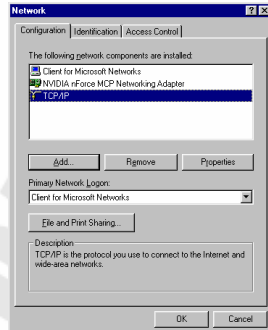 Network
Configuration Identification Access Control
The following network components are installed:
Client for Microsoft Networks
NVIDIA nForce MCP Networking Adapter
TCP/IP
Add... Remove Properties
Primary Network Logon:
Client for Microsoft Networks
File and Print Sharing...
Description
TCP/IP is the protocol you use to connect to the Internet and
wide-area networks.
OK Cancel